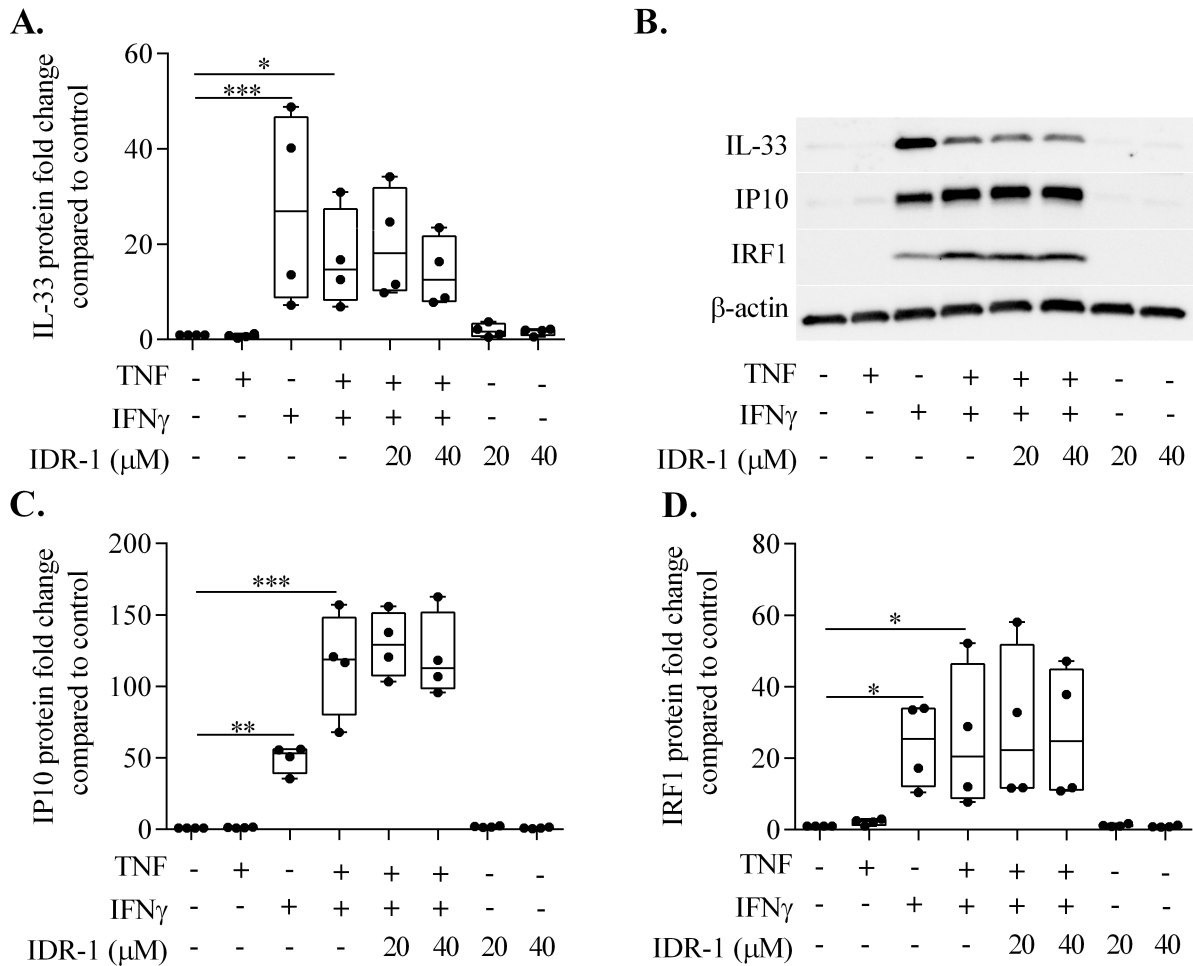 A.
IL-33 protein fold change
compared to control
60
40
20
0
*
***
TNF - + - + + + - -
IFNγ - - + + + + - -
IDR-1 (μM) - - - - 20 40 20 40
B.
IL-33
IP10
IRF1
β-actin
TNF - + - + + + - -
IFNγ - - + + + + - -
IDR-1 (μM) - - - - 20 40 20 40
C.
IP10 protein fold change
compared to control
200
150
100
50
0
***
**
TNF - + - + + + - -
IFNγ - - + + + + - -
IDR-1 (μM) - - - - 20 40 20 40
D.
IRF1 protein fold change
compared to control
80
60
40
20
0
*
*
TNF - + - + + + - -
IFNγ - - + + + + - -
IDR-1 (μM) - - - - 20 40 20 40